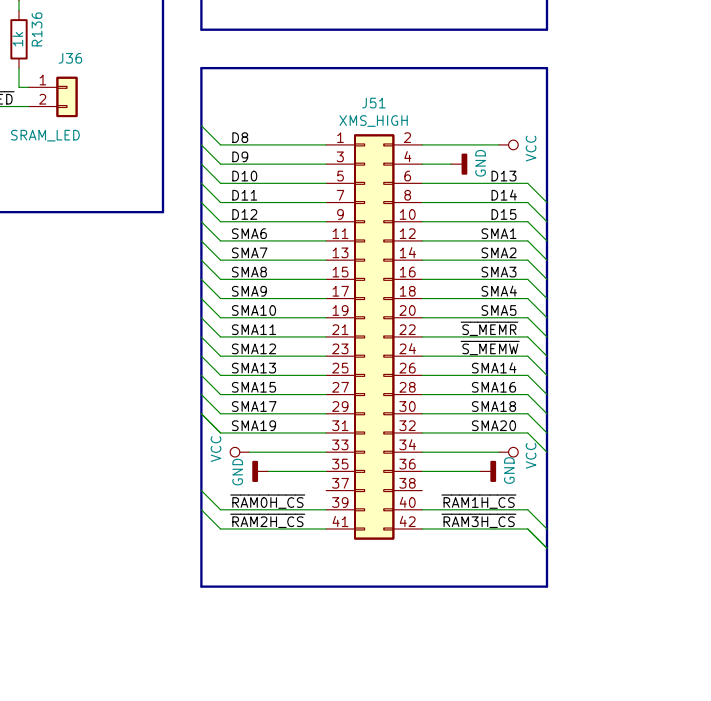 R136
1k
J36
1
2
ED
SRAM_LED
J51
XMS_HIGH
D8 1 2 VCC
D9 3 4 GND
D10 5 6 D13
D11 7 8 D14
D12 9 10 D15
SMA6 11 12 SMA1
SMA7 13 14 SMA2
SMA8 15 16 SMA3
SMA9 17 18 SMA4
SMA10 19 20 SMA5
SMA11 21 22 S_MEMR
SMA12 23 24 S_MEMW
SMA13 25 26 SMA14
SMA15 27 28 SMA16
SMA17 29 30 SMA18
SMA19 31 32 SMA20
VCC 33 34 VCC
GND 35 36 GND
37 38
RAM0H_CS 39 40 RAM1H_CS
RAM2H_CS 41 42 RAM3H_CS